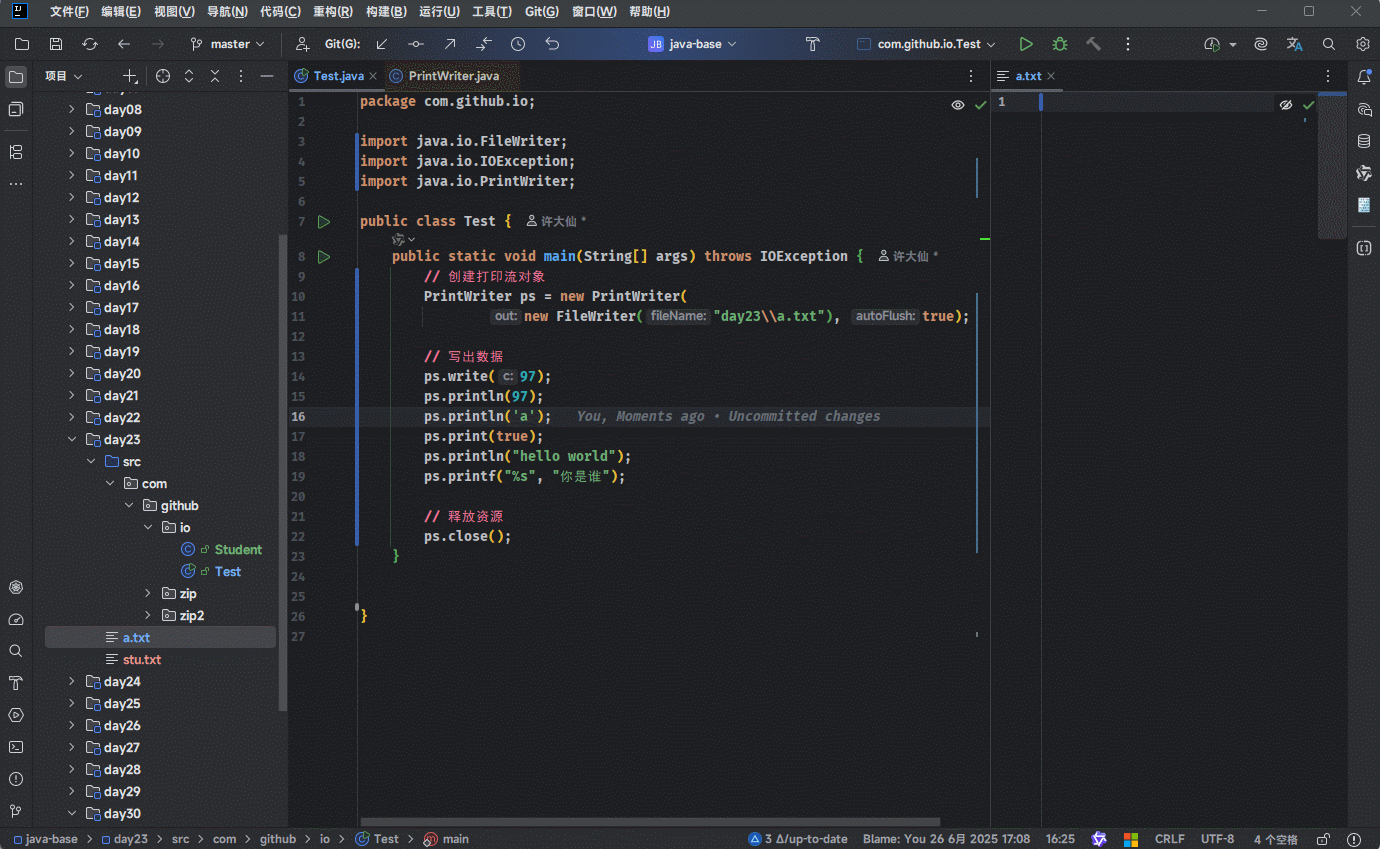 文件(F) 编辑(E) 视图(V) 导航(N) 代码(C) 重构(R) 构建(B) 运行(U) 工具(T) Git(G) 窗口(W) 帮助(H)
master Git(G): JB java-base com.github.io.Test
项目
day08
day09
day10
day11
day12
day13
day14
day15
day16
day17
day18
day19
day20
day21
day22
day23
src
com
github
io
Student
Test
zip
zip2
a.txt
stu.txt
day24
day25
day26
day27
day28
day29
day30
Test.java PrintWriter.java
1 package com.github.io;
2
3 import java.io.FileWriter;
4 import java.io.IOException;
5 import java.io.PrintWriter;
6
7 public class Test { 许大仙 *
8 public static void main(String[] args) throws IOException { 许大仙 *
9 // 创建打印流对象
10 PrintWriter ps = new PrintWriter(
11 out: new FileWriter( fileName: "day23\\a.txt"), autoFlush: true);
12
13 // 写出数据
14 ps.write( c: 97);
15 ps.println(97);
16 ps.println('a'); You, Moments ago • Uncommitted changes
17 ps.print(true);
18 ps.println("hello world");
19 ps.printf("%s", "你是谁");
20
21 // 释放资源
22 ps.close();
23 }
24
25
26 }
27
a.txt
1
java-base > day23 > src > com > github > io > Test > main
3 Δ/up-to-date Blame: You 26 6月 2025 17:08 16:25 CRLF UTF-8 4 个空格